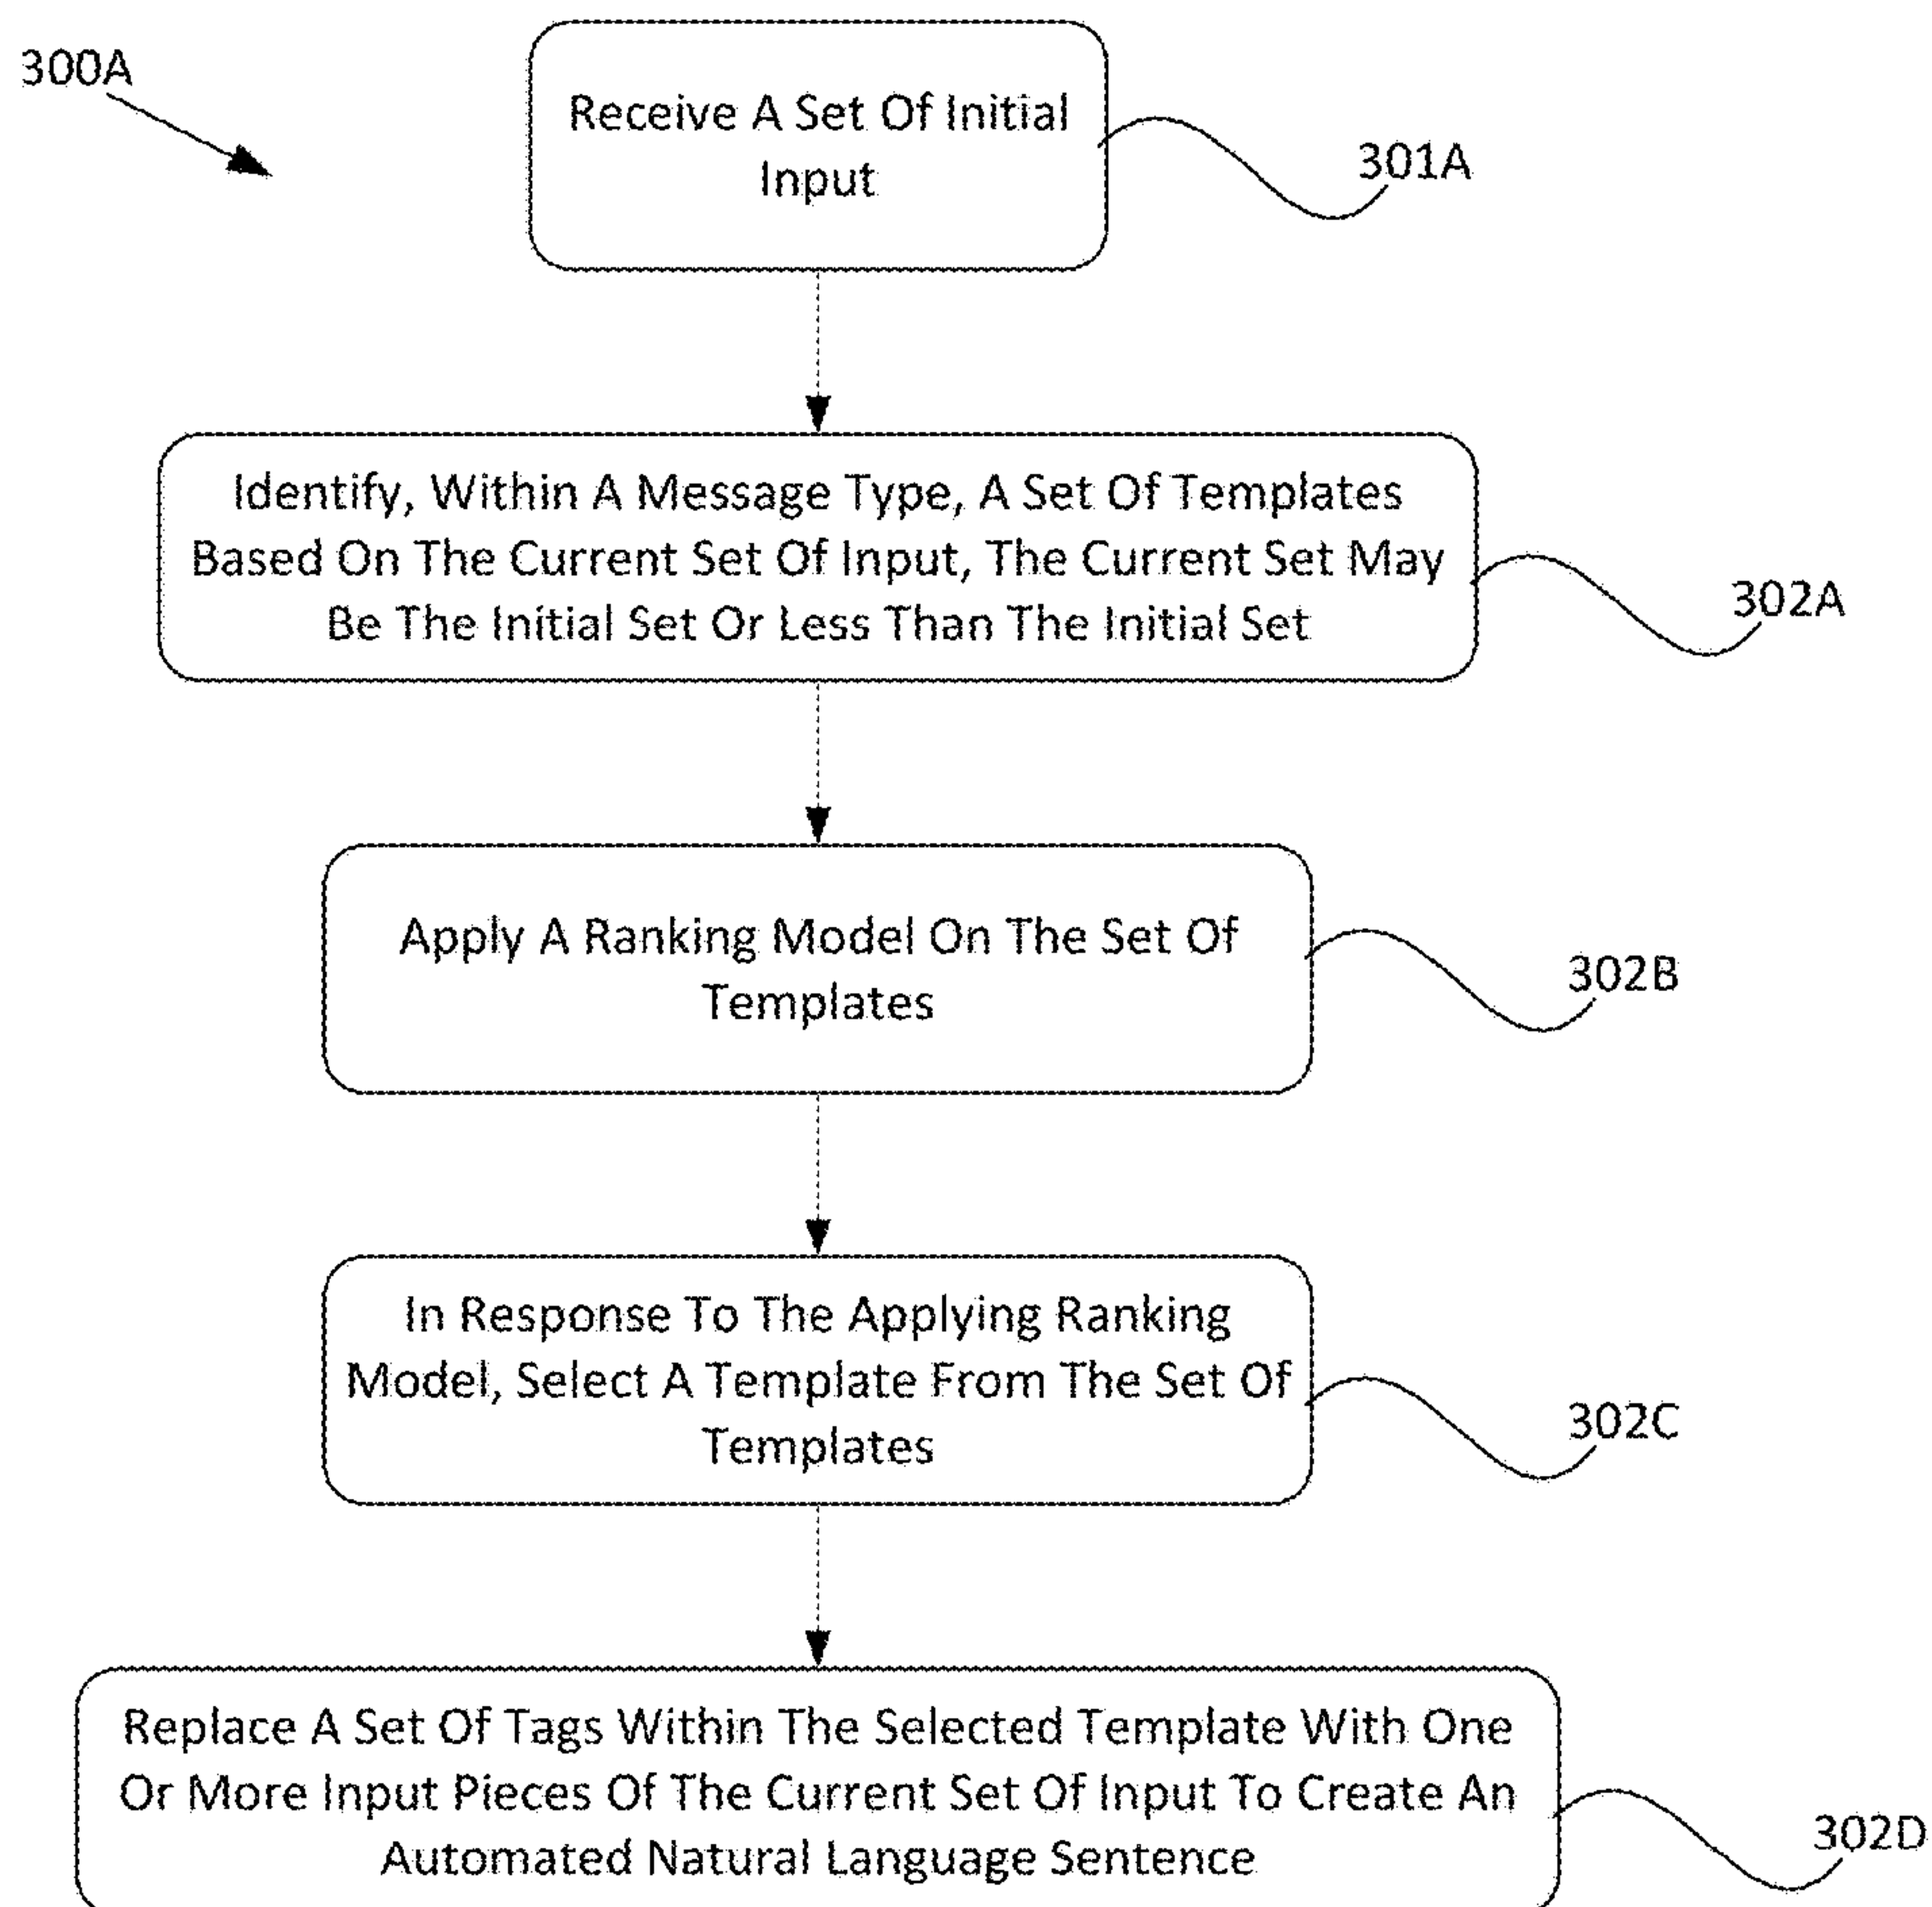 300A
Receive A Set Of Initial
Input
301A
Identify, Within A Message Type, A Set Of Templates
Based On The Current Set Of Input, The Current Set May
Be The Initial Set Or Less Than The Initial Set
302A
Apply A Ranking Model On The Set Of
Templates
302B
In Response To The Applying Ranking
Model, Select A Template From The Set Of
Templates
302C
Replace A Set Of Tags Within The Selected Template With One
Or More Input Pieces Of The Current Set Of Input To Create An
Automated Natural Language Sentence
302D